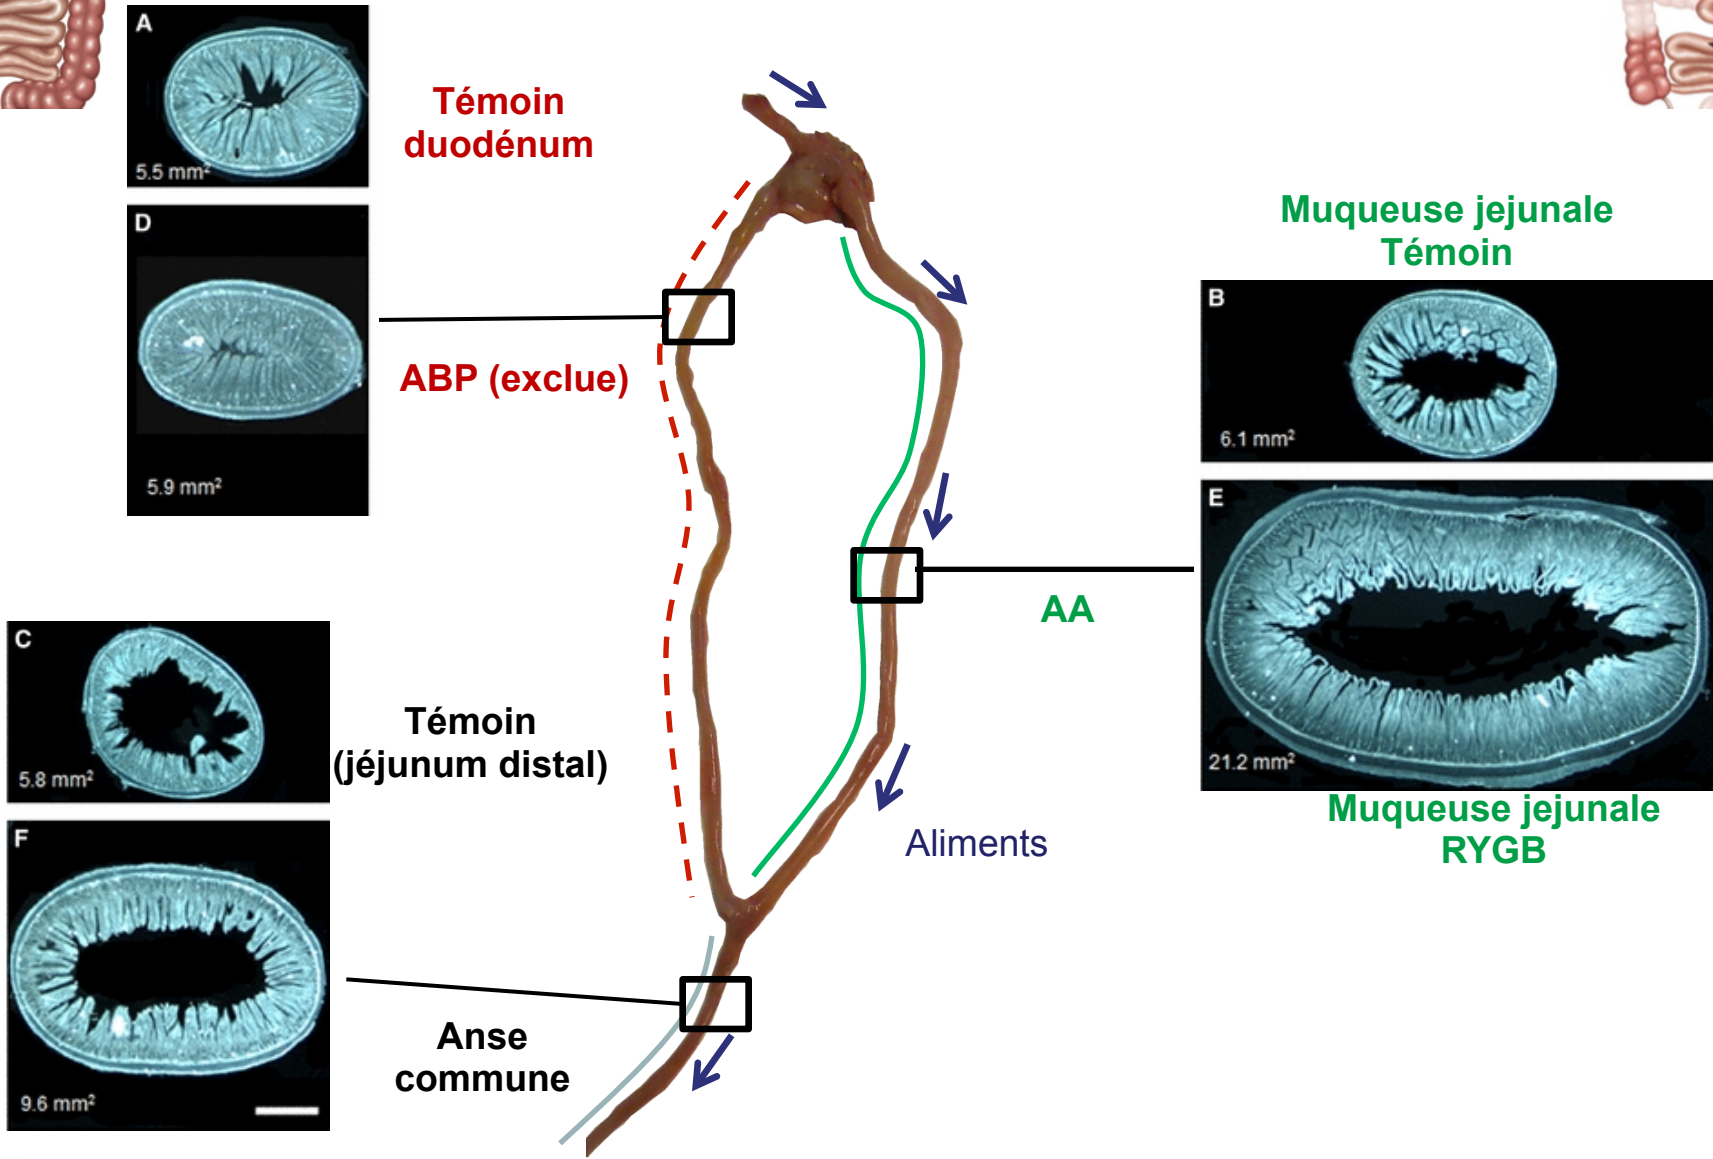 A
5.5 mm²
Témoin
duodénum
D
5.9 mm²
ABP (exclue)
Muqueuse jejunale
Témoin
B
6.1 mm²
E
21.2 mm²
AA
Muqueuse jejunale
RYGB
C
5.8 mm²
Témoin
(jéjunum distal)
Aliments
F
9.6 mm²
Anse
commune